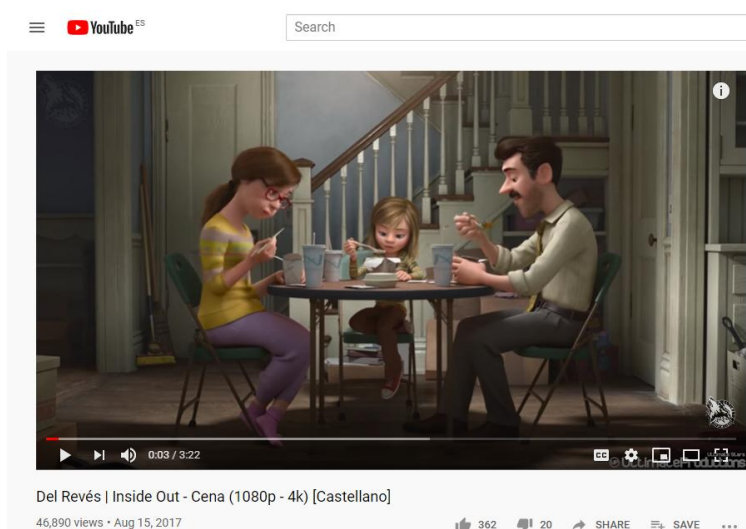 YouTube ES
Search
0:03 / 3:22
CC
© UltimateProductions
Del Revés | Inside Out - Cena (1080p - 4k) [Castellano]
46,890 views • Aug 15, 2017
362
20
SHARE
SAVE